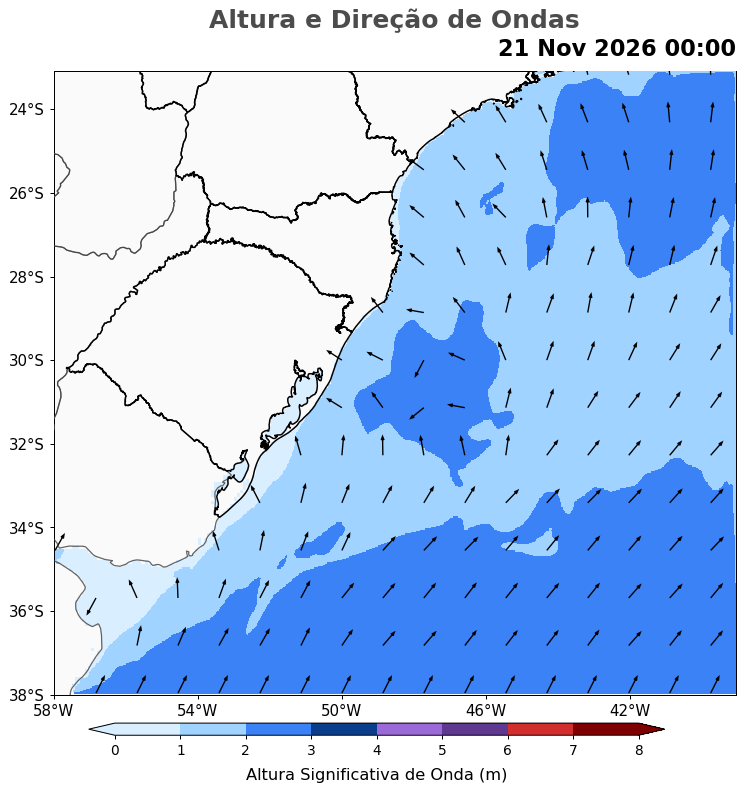 Altura e Direção de Ondas
21 Nov 2026 00:00
24°S
26°S
28°S
30°S
32°S
34°S
36°S
38°S
58°W 54°W 50°W 46°W 42°W
0 1 2 3 4 5 6 7 8
Altura Significativa de Onda (m)